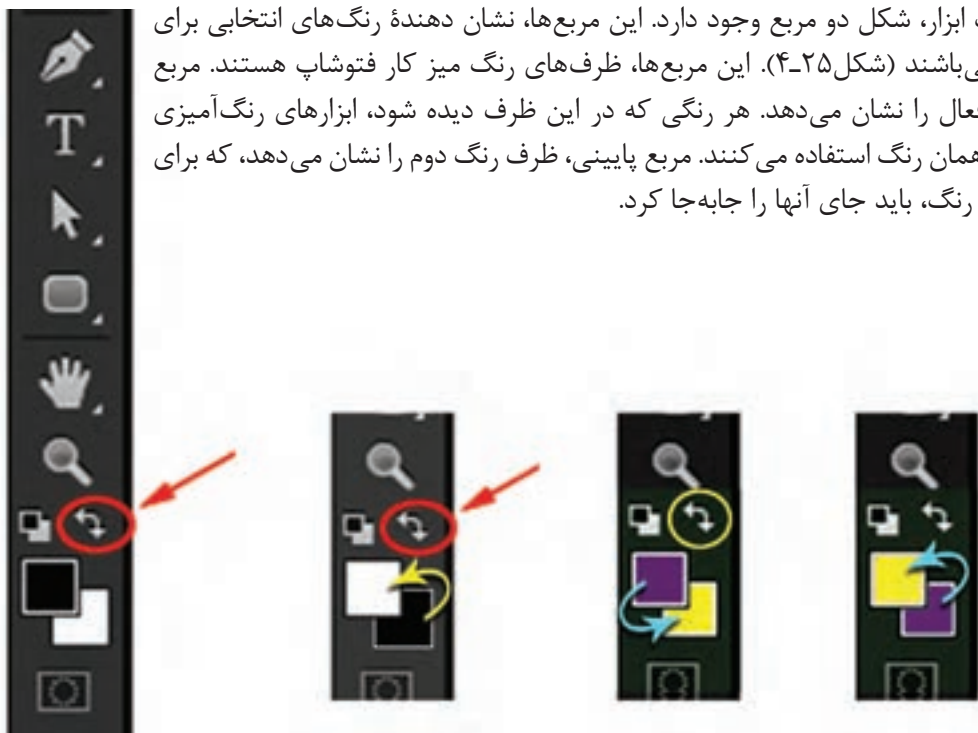 ابزار، شکل دو مربع وجود دارد. این مربع‌ها، نشان دهندهٔ رنگ‌های انتخابی برای
می‌باشند (شکل۲۵ـ۴). این مربع‌ها، ظرف‌های رنگ میز کار فتوشاپ هستند. مربع
را نشان می‌دهد. هر رنگی که در این ظرف دیده شود، ابزارهای رنگ‌آمیزی
همان رنگ استفاده می‌کنند. مربع پایینی، ظرف رنگ دوم را نشان می‌دهد، که برای
رنگ، باید جای آنها را جابه‌جا کرد.
T